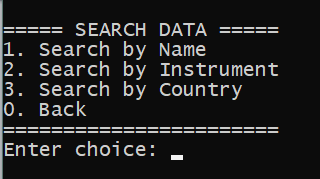 ===== SEARCH DATA =====
1. Search by Name
2. Search by Instrument
3. Search by Country
0. Back
=======================
Enter choice: _